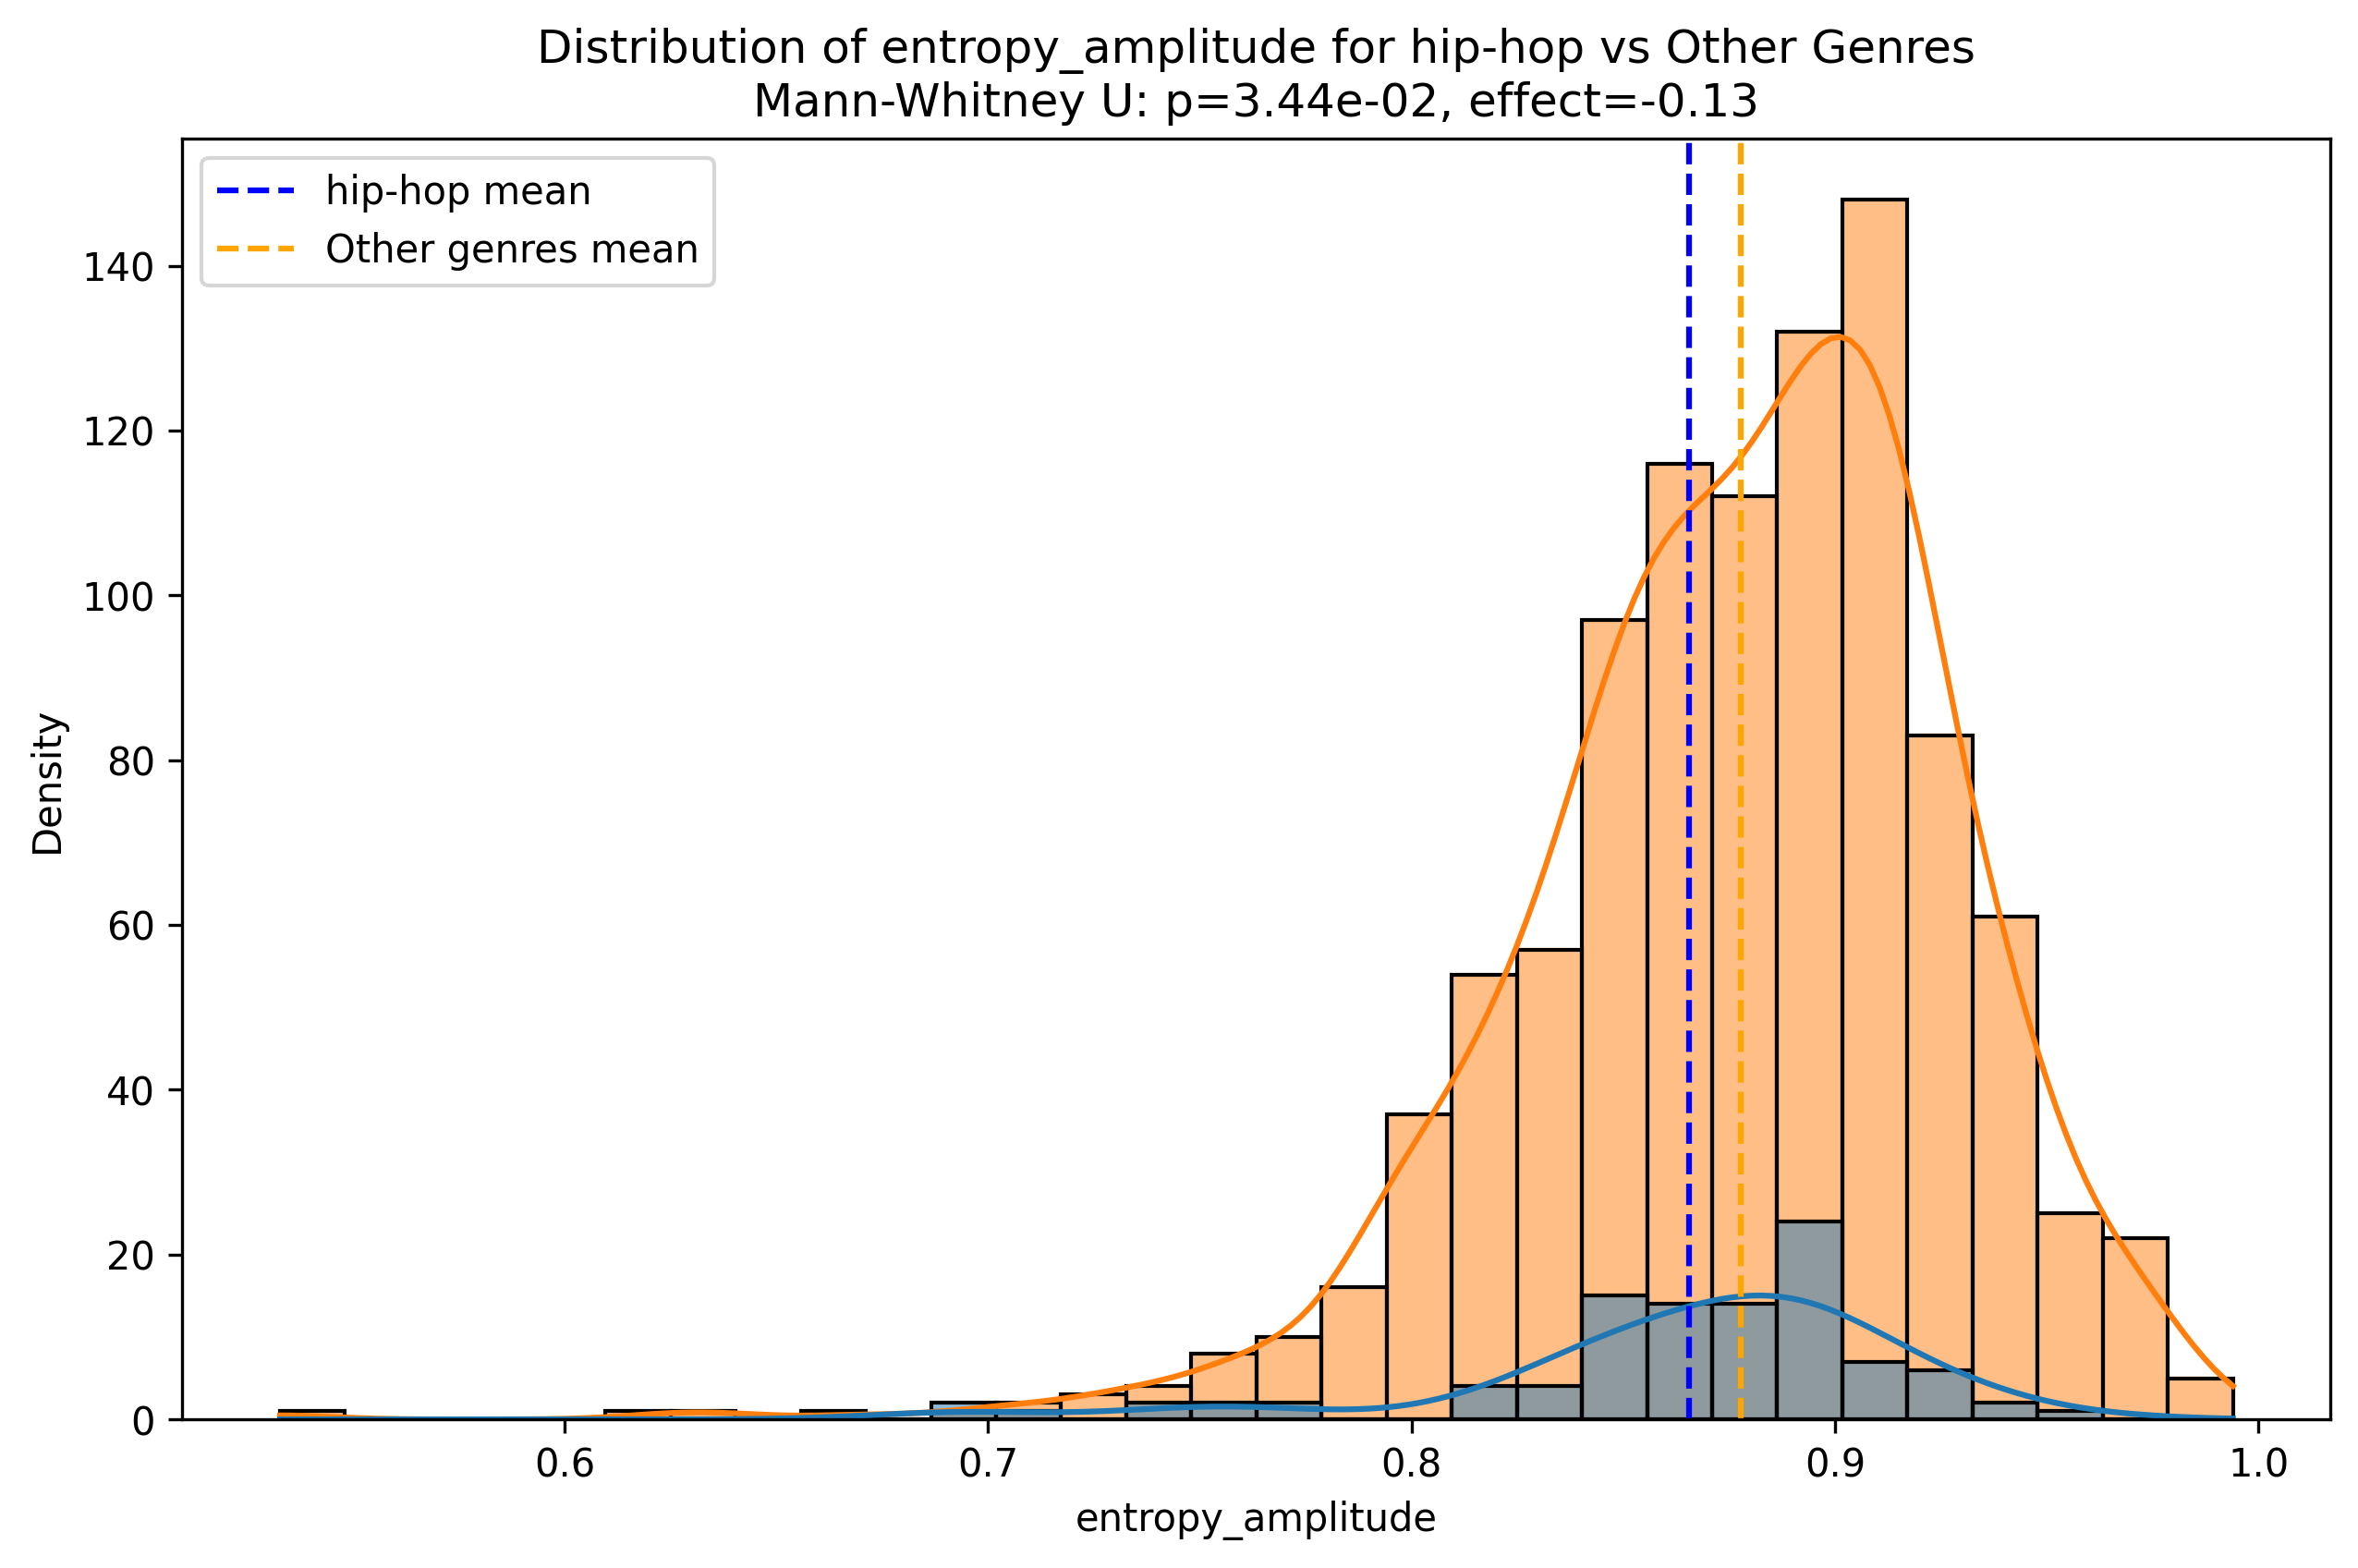 Distribution of entropy_amplitude for hip-hop vs Other Genres
Mann-Whitney U: p=3.44e-02, effect=-0.13
hip-hop mean
Other genres mean
140
120
100
80
60
40
20
0
Density
0.6 0.7 0.8 0.9 1.0
entropy_amplitude